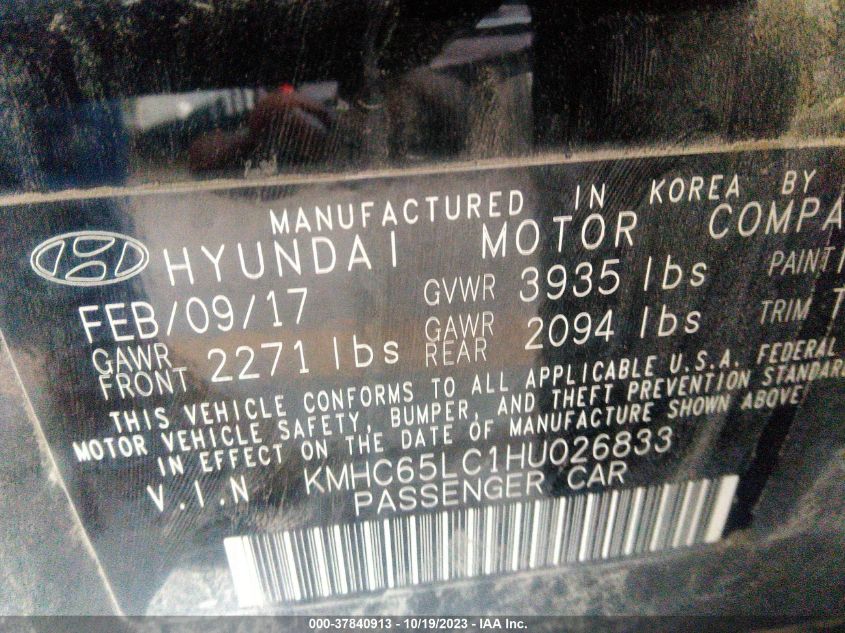 MANUFACTURED IN KOREA BY
HYUNDAI MOTOR COMPA
FEB/09/17 GVWR 3935 lbs PAINT
GAWR FRONT 2271 lbs GAWR REAR 2094 lbs TRIM T
THIS VEHICLE CONFORMS TO ALL APPLICABLE U.S.A. FEDERAL
MOTOR VEHICLE SAFETY, BUMPER, AND THEFT PREVENTION STANDARD
IN EFFECT ON THE DATE OF MANUFACTURE SHOWN ABOVE
V.I.N KMHC65LC1HU026833
PASSENGER CAR
000-37840913 - 10/19/2023 - IAA Inc.